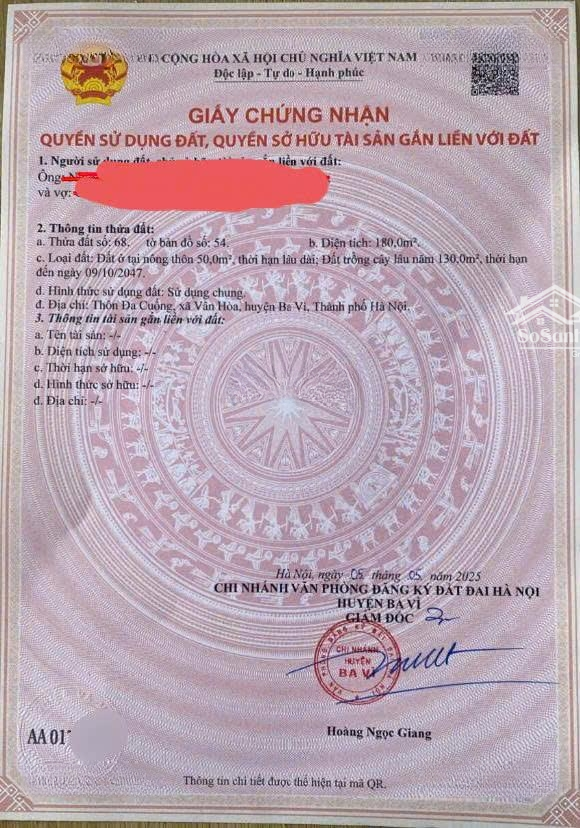 CỘNG HÒA XÃ HỘI CHỦ NGHĨA VIỆT NAM
Độc lập - Tự do - Hạnh phúc
GIẤY CHỨNG NHẬN
QUYỀN SỬ DỤNG ĐẤT, QUYỀN SỞ HỮU TÀI SẢN GẮN LIỀN VỚI ĐẤT
1. Người sử dụng đất, gắn liền với đất:
Ông:
và vợ:
2. Thông tin thửa đất:
a. Thửa đất số: 68. tờ bản đồ số: 54. b. Diện tích: 180,0m².
c. Loại đất: Đất ở tại nông thôn 50,0m², thời hạn lâu dài; Đất trồng cây lâu năm 130,0m², thời hạn
đến ngày 09/10/2047.
d. Hình thức sử dụng đất: Sử dụng chung.
đ. Địa chỉ: Thôn Đa Cuống, xã Vân Hòa, huyện Ba Vì, Thành phố Hà Nội.
3. Thông tin tài sản gắn liền với đất:
a. Tên tài sản: -/-
b. Diện tích sử dụng: -/-
c. Thời hạn sở hữu: -/-
d. Hình thức sở hữu: -/-
đ. Địa chỉ: -/-
SoSanh
Hà Nội, ngày 05 tháng 05 năm 2025
CHI NHÁNH VĂN PHÒNG ĐĂNG KÝ ĐẤT ĐAI HÀ NỘI
HUYỆN BA VÌ
GIÁM ĐỐC
CHI NHÁNH
HUYỆN
BA VÌ
Hoàng Ngọc Giang
AA 01
Thông tin chi tiết được thể hiện tại mã QR.